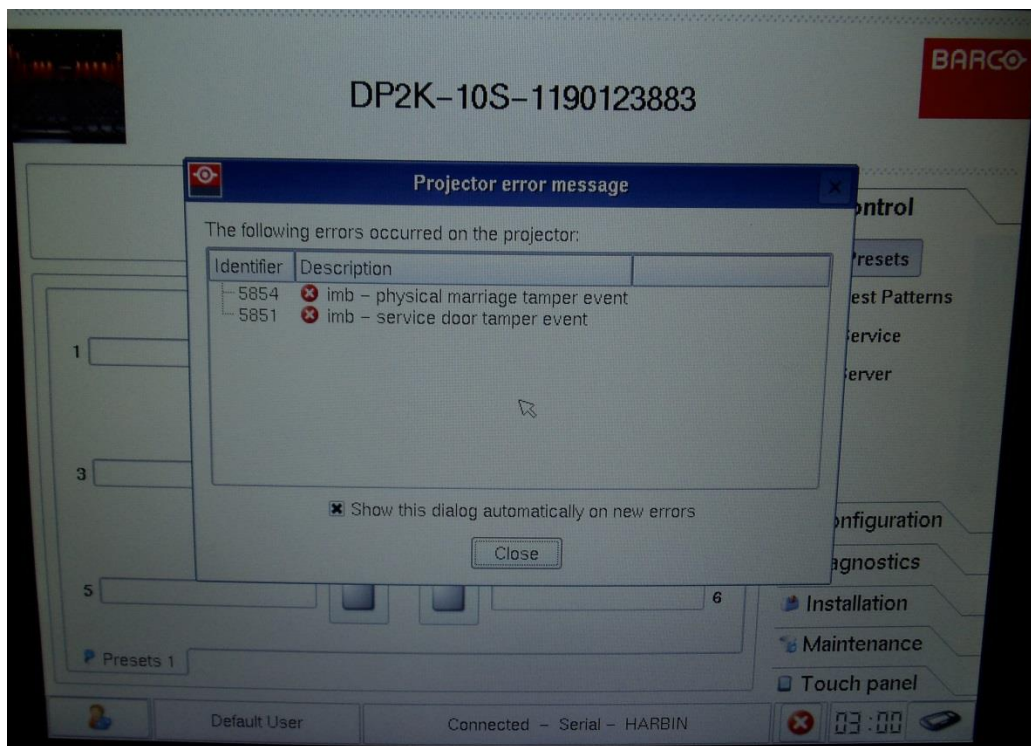 BARCO
DP2K-10S-1190123883
Projector error message
The following errors occurred on the projector:
Identifier Description
5854 imb – physical marriage tamper event
5851 imb – service door tamper event
Show this dialog automatically on new errors
Close
ontrol
resets
est Patterns
ervice
erver
onfiguration
agnostics
Installation
Maintenance
Touch panel
1
3
5
6
Presets 1
Default User
Connected – Serial – HARBIN
03:00